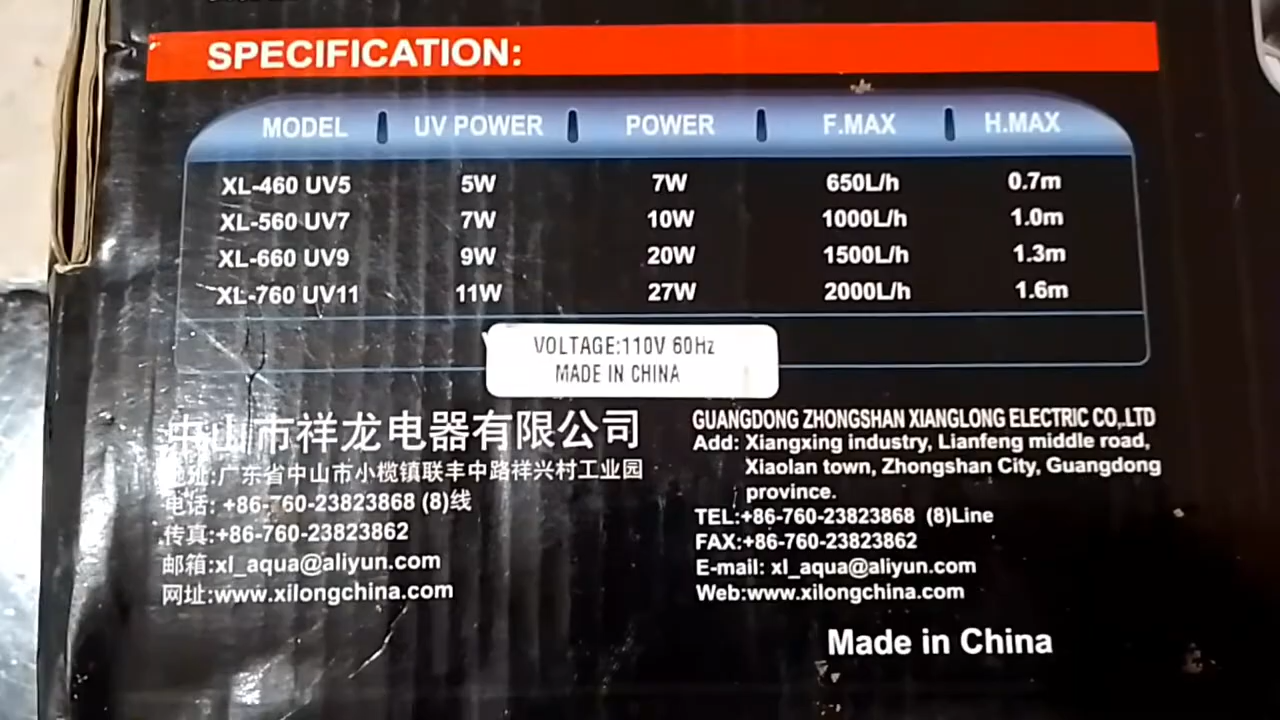 SPECIFICATION:
MODEL UV POWER POWER F.MAX H.MAX
XL-460 UV5 5W 7W 650L/h 0.7m
XL-560 UV7 7W 10W 1000L/h 1.0m
XL-660 UV9 9W 20W 1500L/h 1.3m
XL-760 UV11 11W 27W 2000L/h 1.6m
VOLTAGE:110V 60Hz
MADE IN CHINA
中山市祥龙电器有限公司
地址:广东省中山市小榄镇联丰中路祥兴村工业园
电话: +86-760-23823868 (8)线
传真:+86-760-23823862
邮箱:xl_aqua@aliyun.com
网址:www.xilongchina.com
GUANGDONG ZHONGSHAN XIANGLONG ELECTRIC CO,.LTD
Add: Xiangxing industry, Lianfeng middle road,
Xiaolan town, Zhongshan City, Guangdong
province.
TEL:+86-760-23823868 (8)Line
FAX:+86-760-23823862
E-mail: xl_aqua@aliyun.com
Web:www.xilongchina.com
Made in China